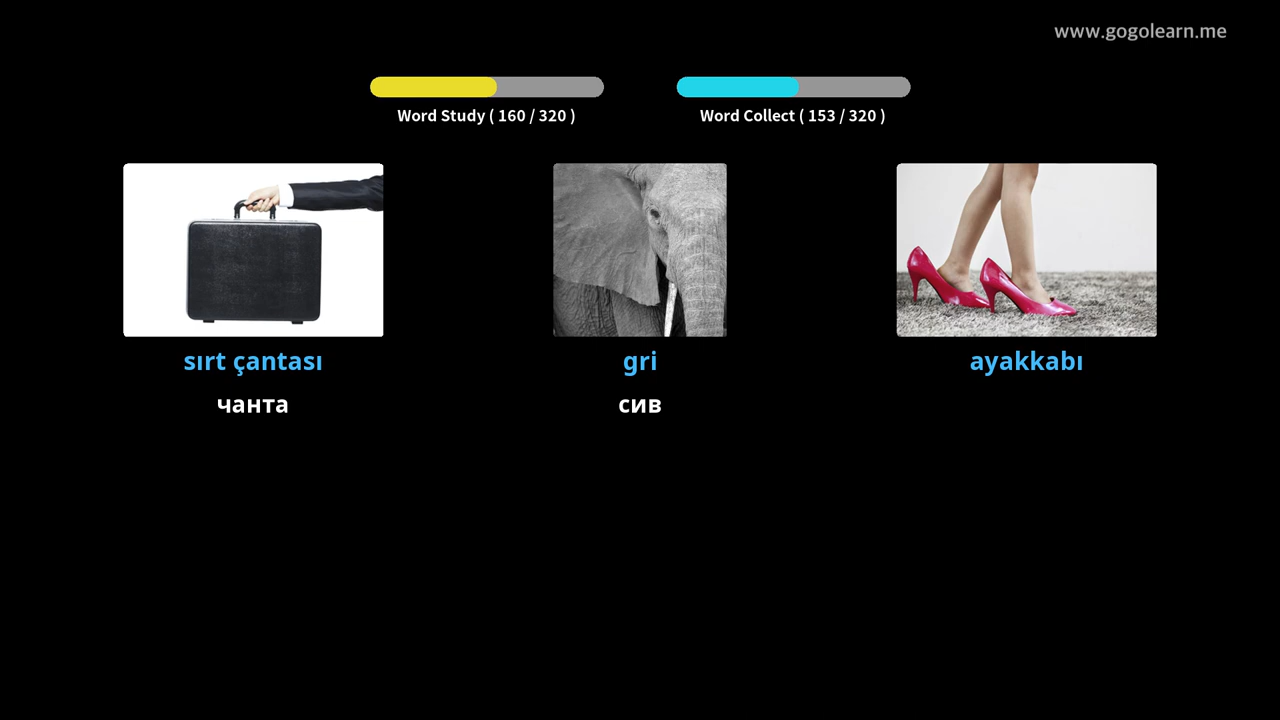 www.gogolearn.me
Word Study ( 160 / 320 )
Word Collect ( 153 / 320 )
sırt çantası
gri
ayakkabı
чанта
сив